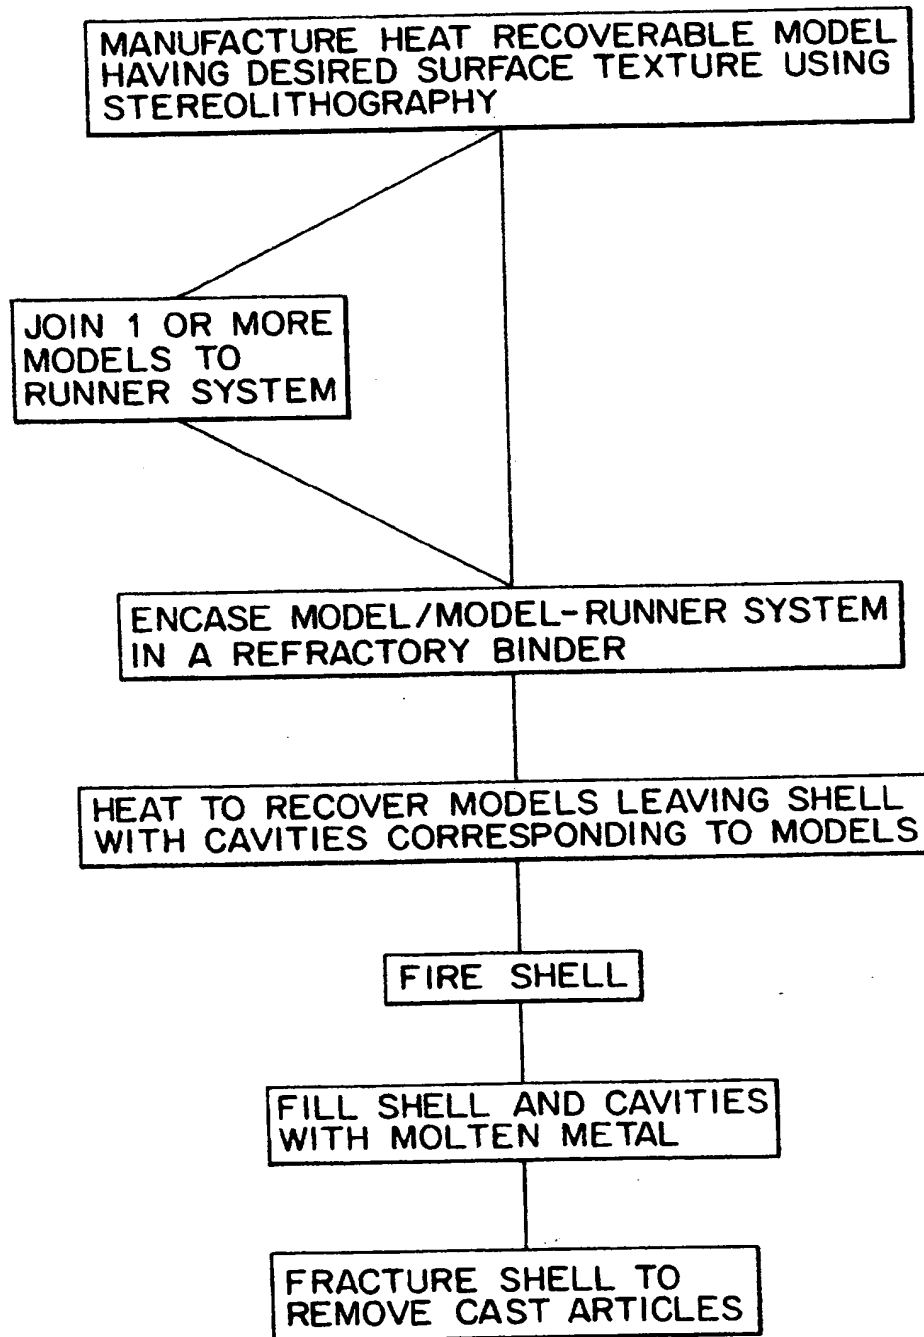 MANUFACTURE HEAT RECOVERABLE MODEL
HAVING DESIRED SURFACE TEXTURE USING
STEREOLITHOGRAPHY
JOIN 1 OR MORE
MODELS TO
RUNNER SYSTEM
ENCASE MODEL/MODEL-RUNNER SYSTEM
IN A REFRACTORY BINDER
HEAT TO RECOVER MODELS LEAVING SHELL
WITH CAVITIES CORRESPONDING TO MODELS
FIRE SHELL
FILL SHELL AND CAVITIES
WITH MOLTEN METAL
FRACTURE SHELL TO
REMOVE CAST ARTICLES